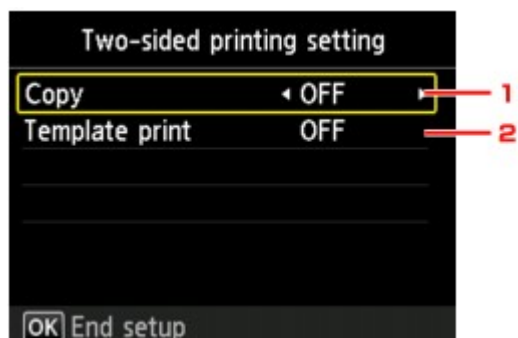 Two-sided printing setting
Copy OFF 1
Template print OFF 2
OK End setup